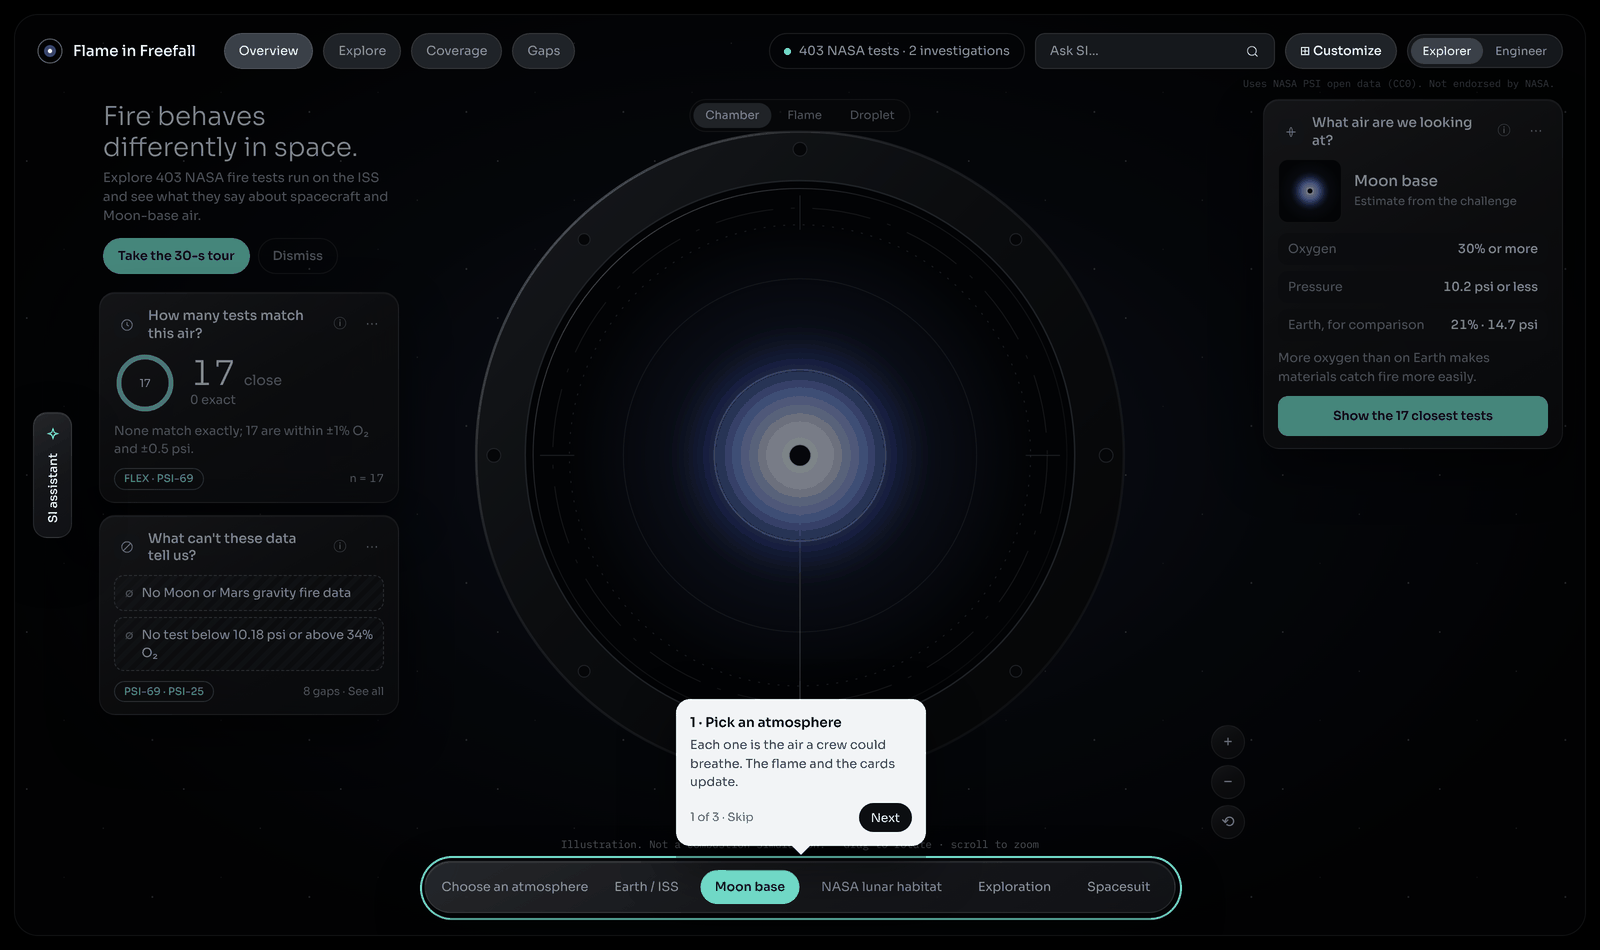 Flame in Freefall
Overview
Explore
Coverage
Gaps
403 NASA tests · 2 investigations
Ask SI...
⊞ Customize
Explorer
Engineer
Uses NASA PSI open data (CC0). Not endorsed by NASA.
Fire behaves
differently in space.
Explore 403 NASA fire tests run on the ISS
and see what they say about spacecraft and
Moon-base air.
Take the 30-s tour
Dismiss
How many tests match
this air?
17
17 close
0 exact
None match exactly; 17 are within ±1% O₂
and ±0.5 psi.
FLEX · PSI-69
n = 17
SI assistant
What can't these data
tell us?
No Moon or Mars gravity fire data
No test below 10.18 psi or above 34%
O₂
PSI-69 · PSI-25
8 gaps · See all
Chamber
Flame
Droplet
What air are we looking
at?
Moon base
Estimate from the challenge
Oxygen
30% or more
Pressure
10.2 psi or less
Earth, for comparison
21% · 14.7 psi
More oxygen than on Earth makes
materials catch fire more easily.
Show the 17 closest tests
1 · Pick an atmosphere
Each one is the air a crew could
breathe. The flame and the cards
update.
1 of 3 · Skip
Next
Illustration. Not a · scroll to zoom
Choose an atmosphere
Earth / ISS
Moon base
NASA lunar habitat
Exploration
Spacesuit